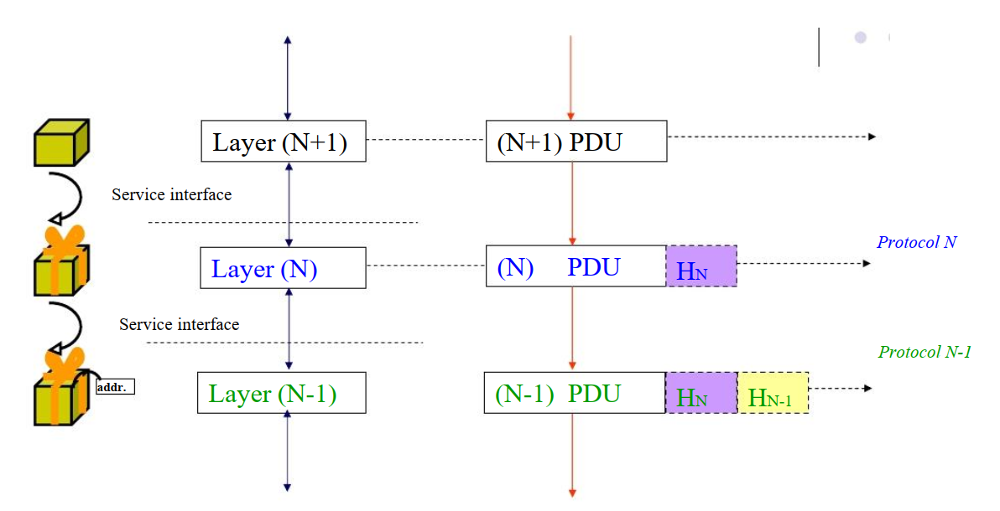 Layer (N+1)
(N+1) PDU
Service interface
Layer (N)
(N) PDU
HN
Protocol N
Service interface
addr.
Layer (N-1)
(N-1) PDU
HN
HN-1
Protocol N-1